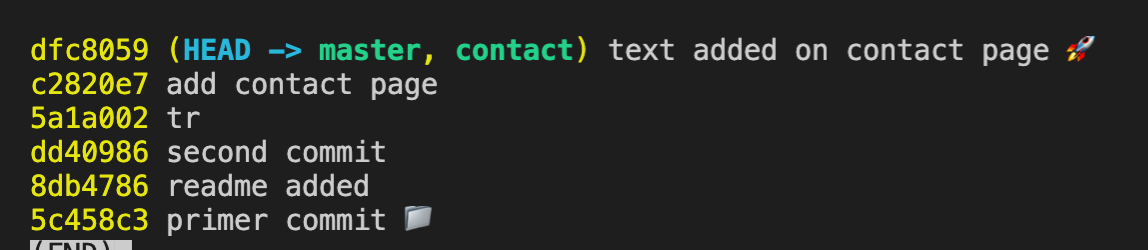 dfc8059 (HEAD -> master, contact) text added on contact page 🚀
c2820e7 add contact page
5a1a002 tr
dd40986 second commit
8db4786 readme added
5c458c3 primer commit 📁
(END)